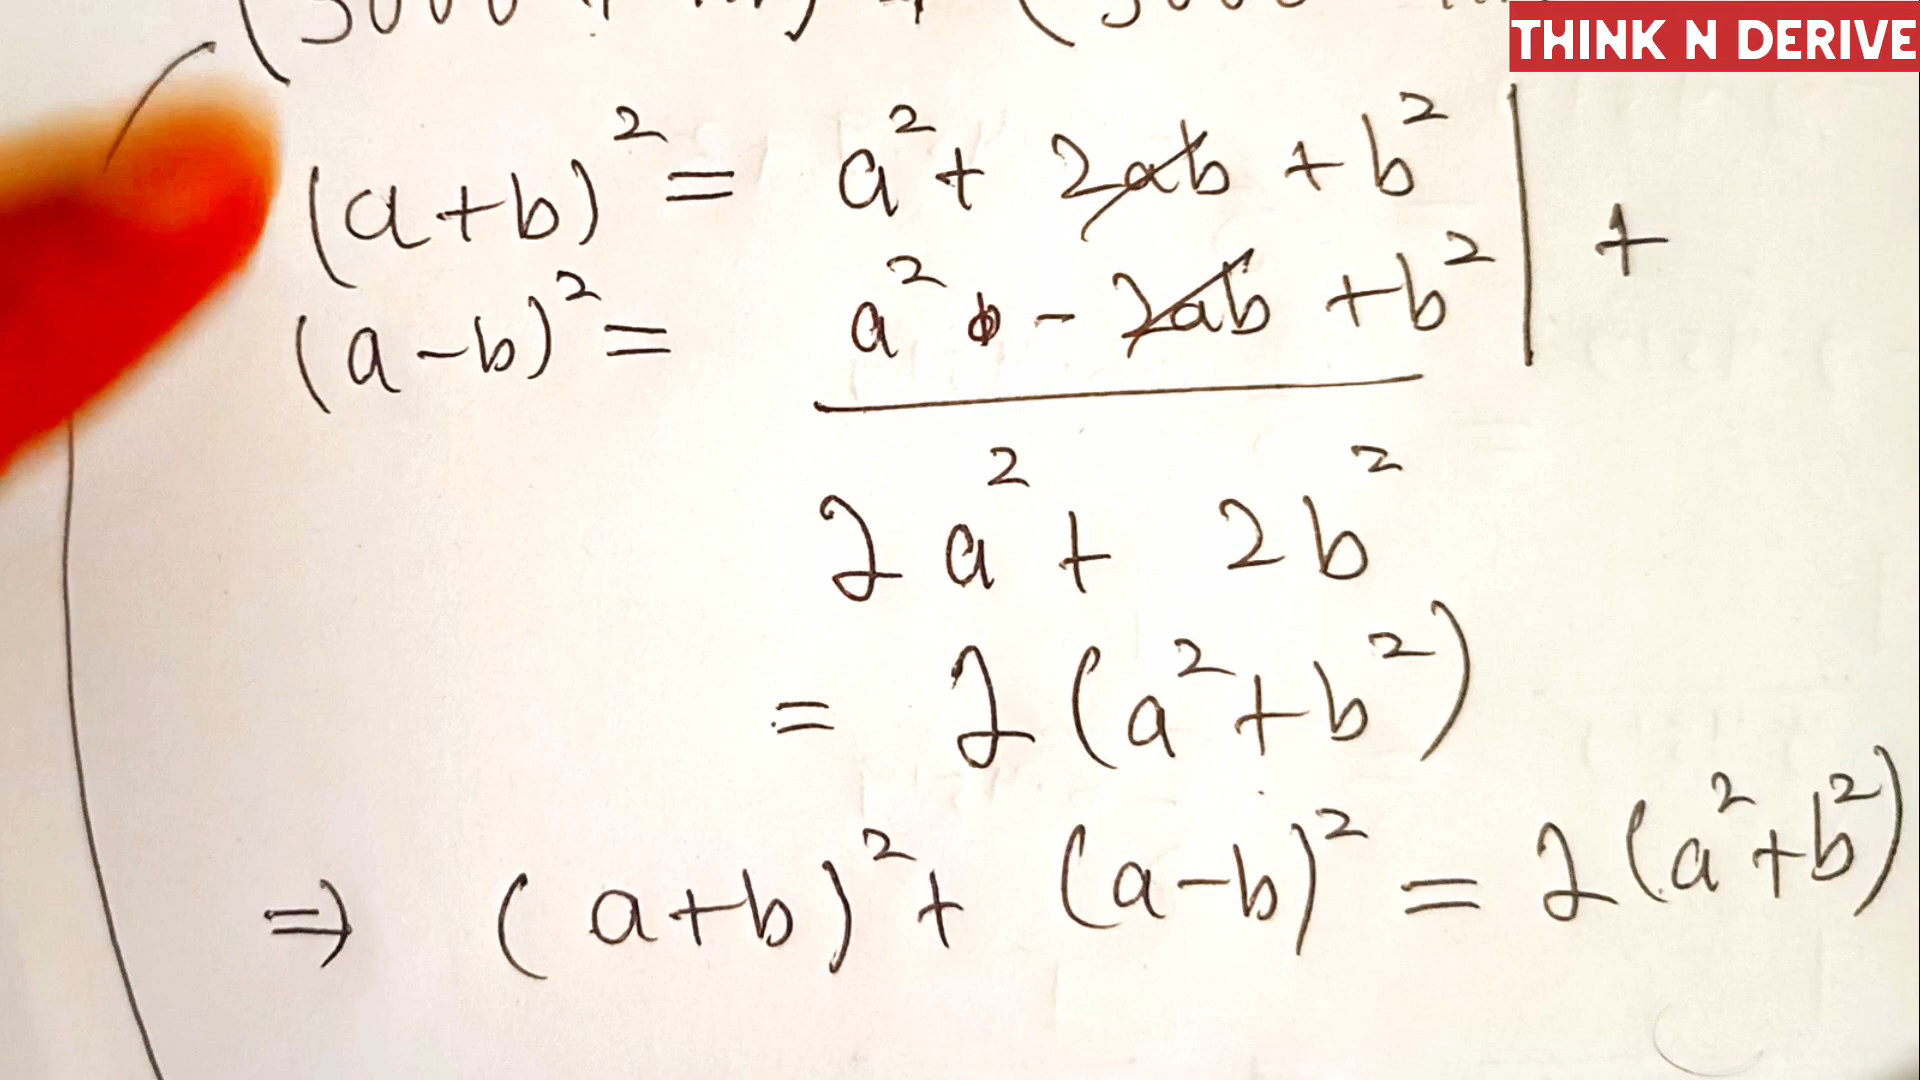 THINK N DERIVE
(a+b)² = a² + 2ab + b² | +
(a-b)² = a² - 2ab + b²
2a² + 2b²
= 2(a²+b²)
⇒ (a+b)² + (a-b)² = 2(a²+b²)